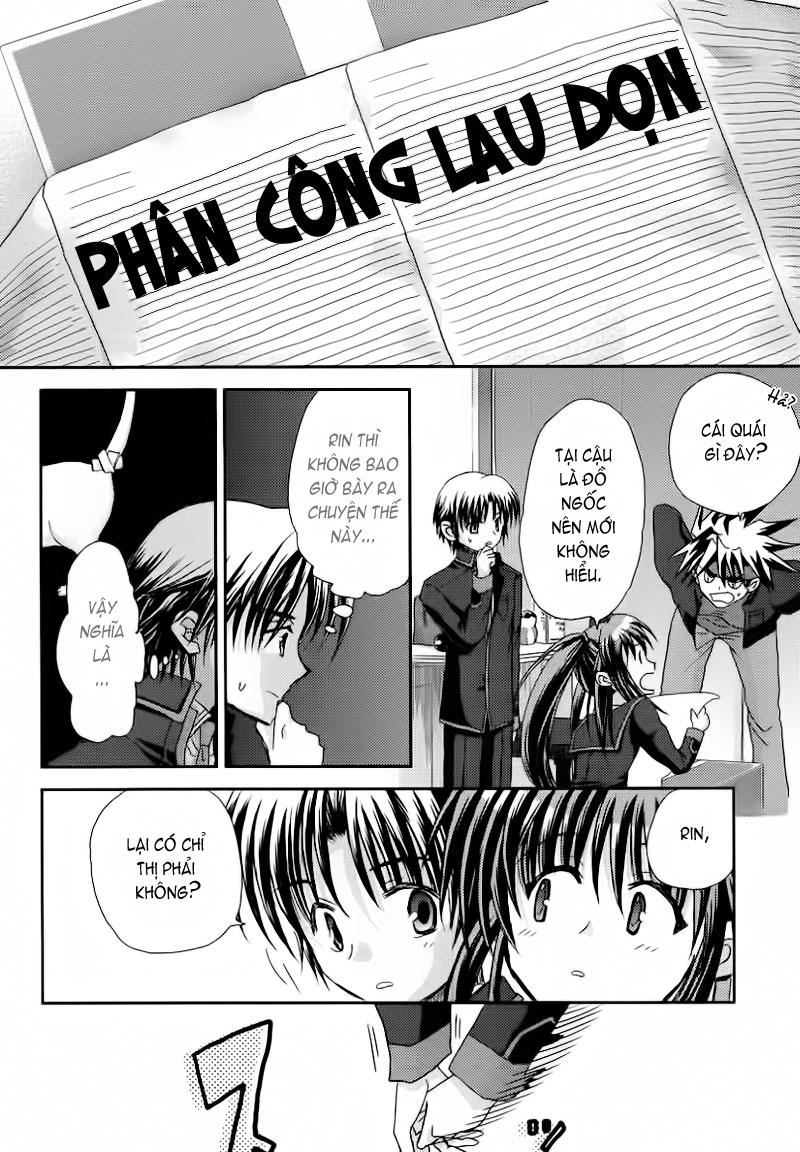 PHÂN CÔNG LAU DỌN
Hả?
CÁI QUÁI
GÌ ĐÂY?
TẠI CẬU
LÀ ĐỒ
NGỐC
NÊN MỚI
KHÔNG
HIỂU.
RIN THÌ
KHÔNG BAO
GIỜ BÀY RA
CHUYỆN THẾ
NÀY...
VẬY
NGHĨA
LÀ
...
RIN,
LẠI CÓ CHỈ
THỊ PHẢI
KHÔNG?